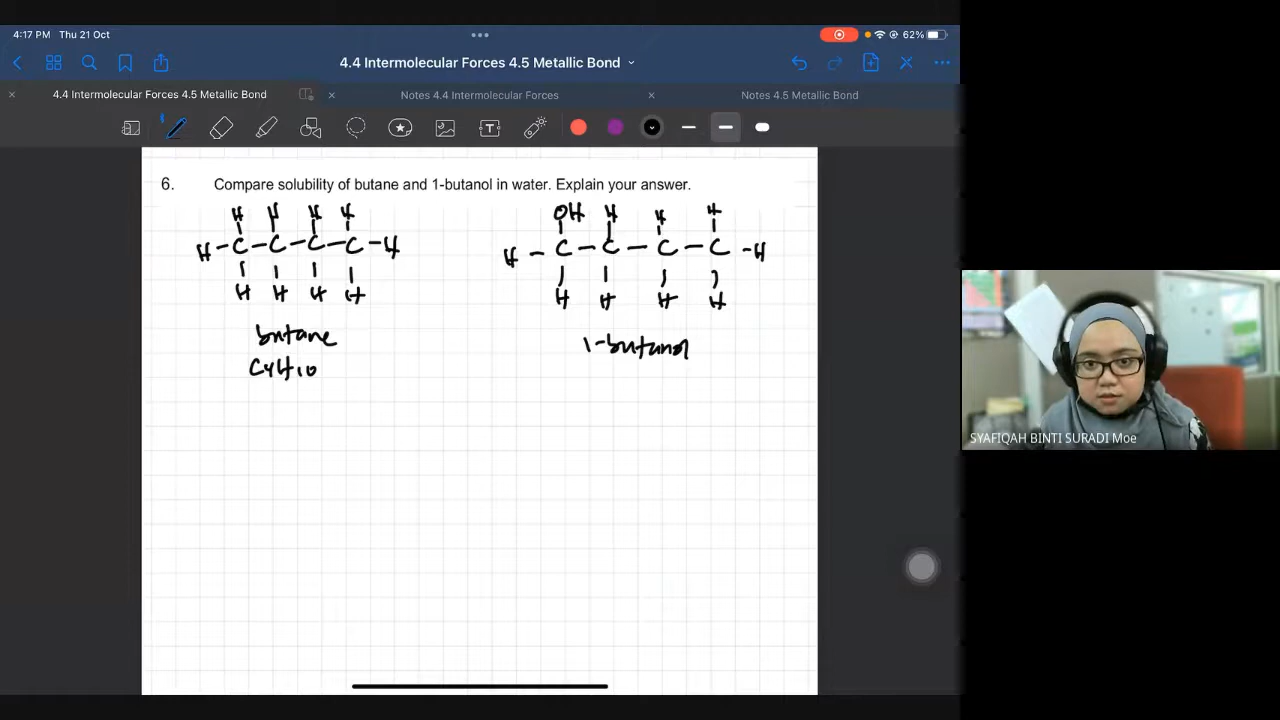 4:17 PM Thu 21 Oct
62%
4.4 Intermolecular Forces 4.5 Metallic Bond
4.4 Intermolecular Forces 4.5 Metallic Bond
Notes 4.4 Intermolecular Forces
Notes 4.5 Metallic Bond
6. Compare solubility of butane and 1-butanol in water. Explain your answer.
H H H H OH H H H
H - C - C - C - C - H H - C - C - C - C - H
H H H H H H H H
butane 1-butanol
C4H10
SYAFIQAH BINTI SURADI Moe